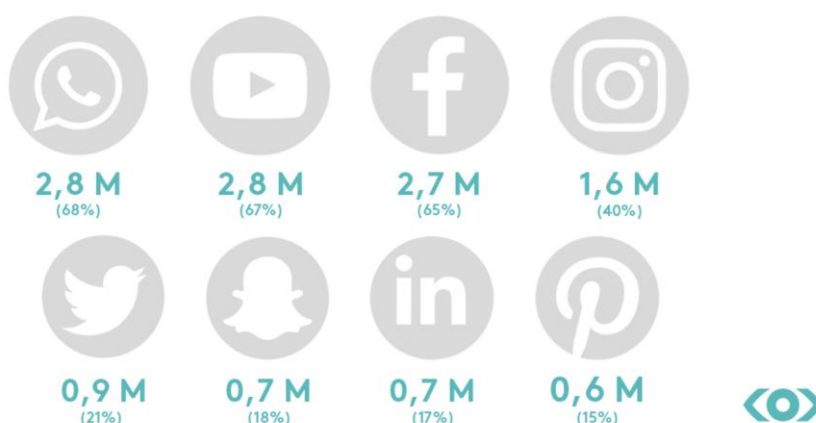 2,8 M 2,8 M 2,7 M 1,6 M
(68%) (67%) (65%) (40%)
in
0,9 M 0,7 M 0,7 M 0,6 M
(21%) (18%) (17%) (15%)